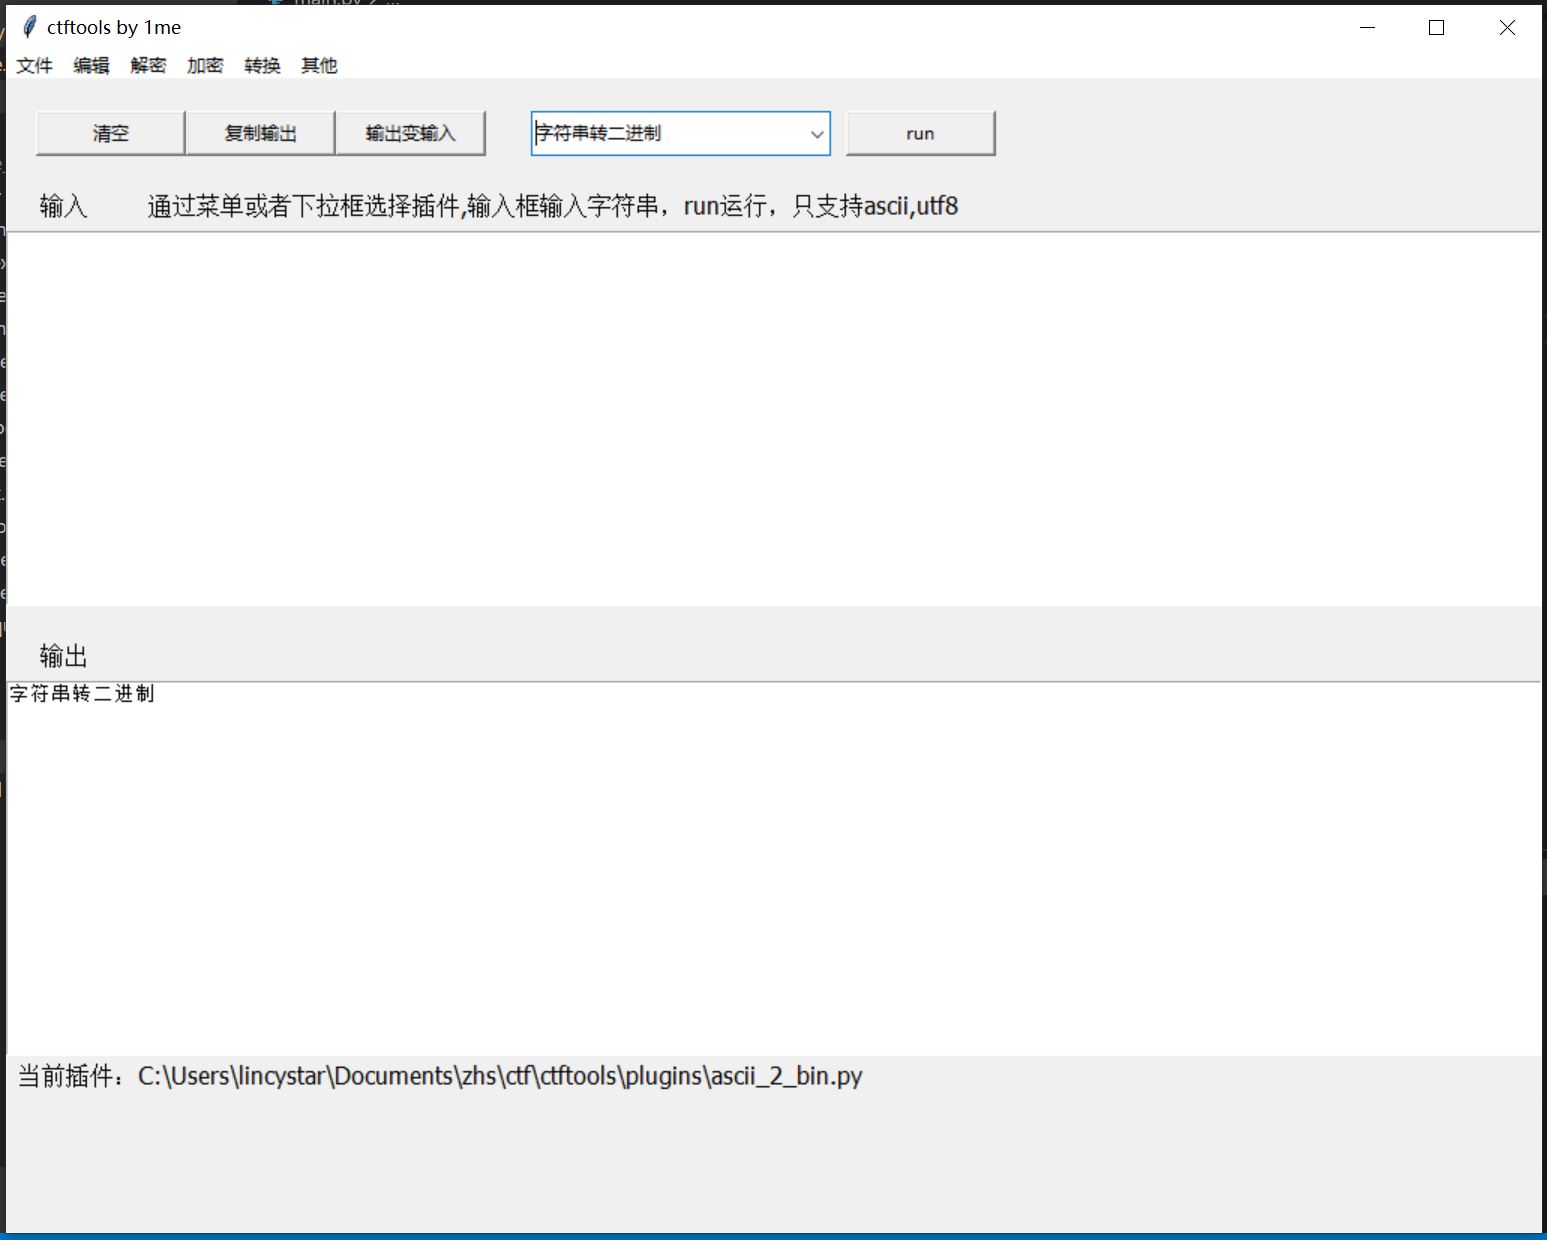 ctftools by 1me
文件 编辑 解密 加密 转换 其他
清空 复制输出 输出变输入 字符串转二进制 run
输入 通过菜单或者下拉框选择插件,输入框输入字符串，run运行，只支持ascii,utf8
输出
字符串转二进制
当前插件：C:\Users\lincystar\Documents\zhs\ctf\ctftools\plugins\ascii_2_bin.py